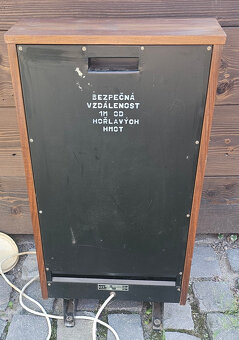 BEZPEČNÁ
VZDÁLENOST
1M OD
HOŘLAVÝCH
HMOT